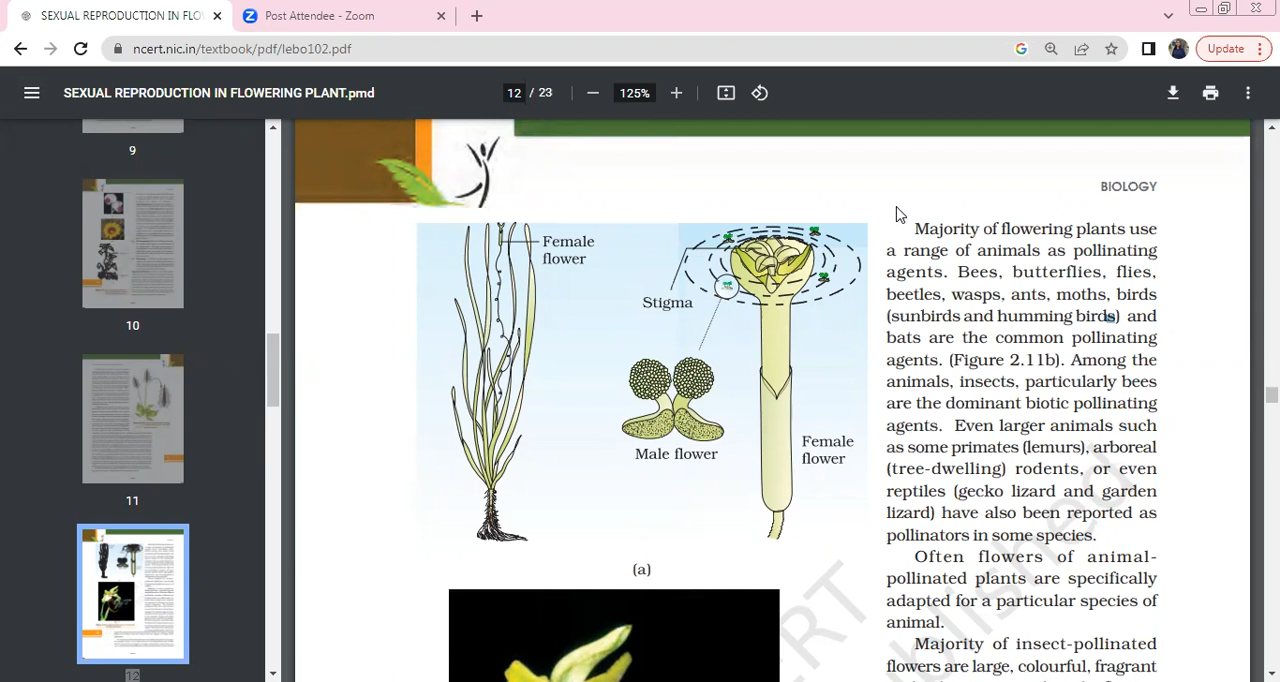 SEXUAL REPRODUCTION IN FLO
Post Attendee - Zoom
ncert.nic.in/textbook/pdf/lebo102.pdf
Update
SEXUAL REPRODUCTION IN FLOWERING PLANT.pmd
12 / 23
125%
9
10
11
12
BIOLOGY
Female
flower
Stigma
Male flower
Female
flower
(a)
Majority of flowering plants use
a range of animals as pollinating
agents. Bees, butterflies, flies,
beetles, wasps, ants, moths, birds
(sunbirds and humming birds) and
bats are the common pollinating
agents. (Figure 2.11b). Among the
animals, insects, particularly bees
are the dominant biotic pollinating
agents. Even larger animals such
as some primates (lemurs), arboreal
(tree-dwelling) rodents, or even
reptiles (gecko lizard and garden
lizard) have also been reported as
pollinators in some species.
Often flowers of animal-
pollinated plants are specifically
adapted for a particular species of
animal.
Majority of insect-pollinated
flowers are large, colourful, fragrant